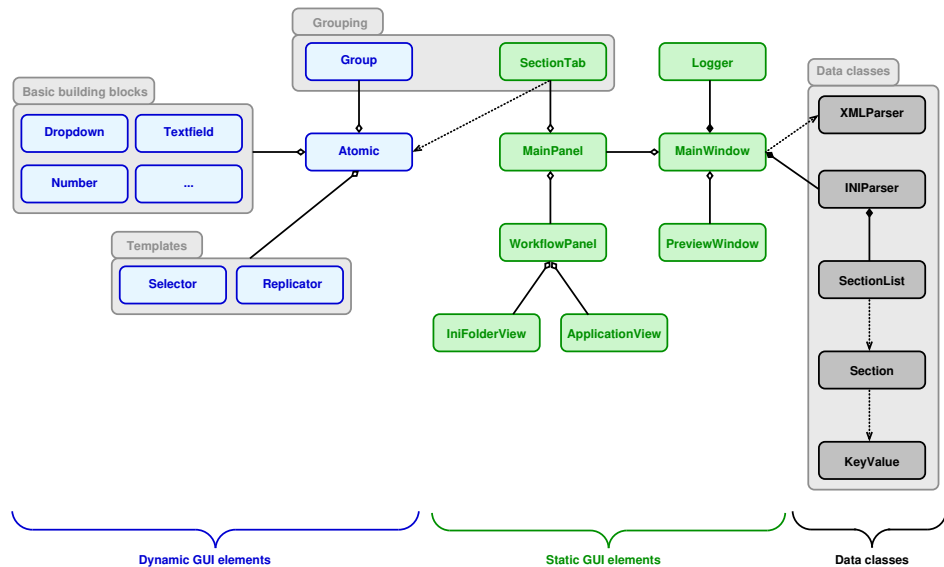 Grouping
Group
SectionTab
Logger
Data classes
Basic building blocks
Dropdown
Textfield
Number
...
Atomic
MainPanel
MainWindow
XMLParser
INIParser
Templates
Selector
Replicator
WorkflowPanel
PreviewWindow
SectionList
IniFolderView
ApplicationView
Section
KeyValue
Dynamic GUI elements
Static GUI elements
Data classes